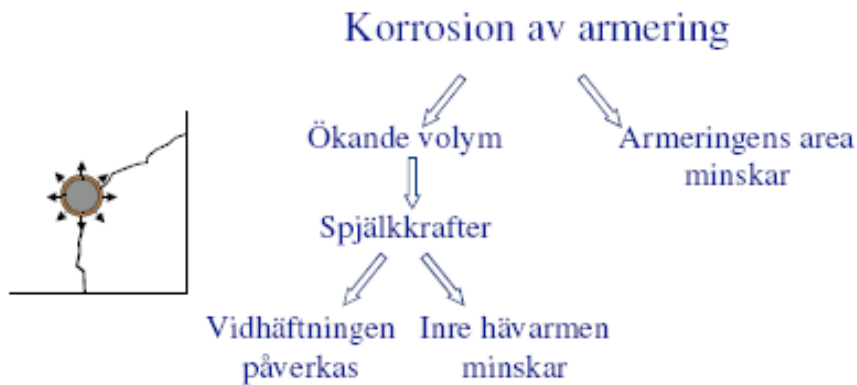 Korrosion av armering
Ökande volym
Armeringens area
minskar
Spjälkkrafter
Vidhäftningen
påverkas
Inre hävarmen
minskar